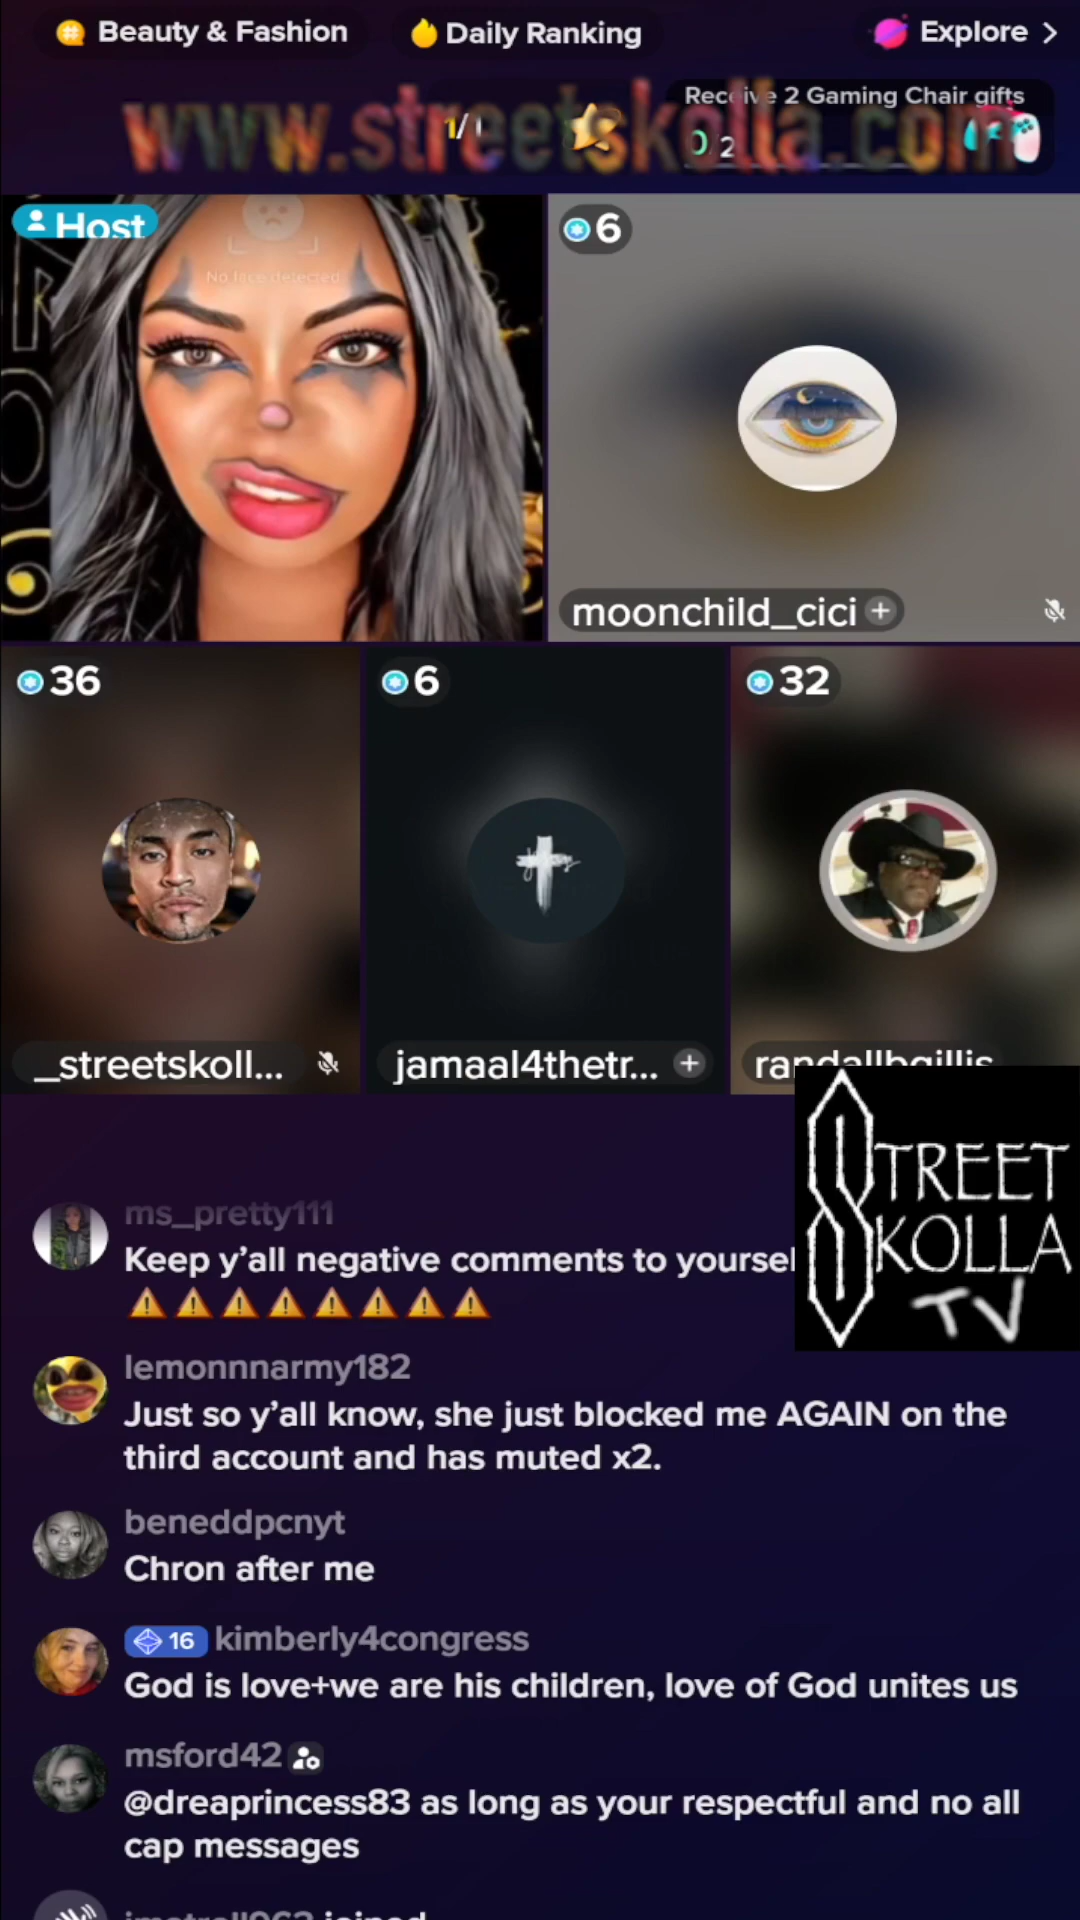 Beauty & Fashion
Daily Ranking
Explore >
Receive 2 Gaming Chair gifts
www.streetskolla.com
1/
2
Host
No face detected
6
moonchild_cici
36
6
32
_streetskoll...
jamaal4thetr...
randallbgillis
STREET
SKOLLA
TV
ms_pretty111
Keep y'all negative comments to yoursel
lemonnnarmy182
Just so y'all know, she just blocked me AGAIN on the
third account and has muted x2.
beneddpcnyt
Chron after me
16 kimberly4congress
God is love+we are his children, love of God unites us
msford42
@dreaprincess83 as long as your respectful and no all
cap messages
joined